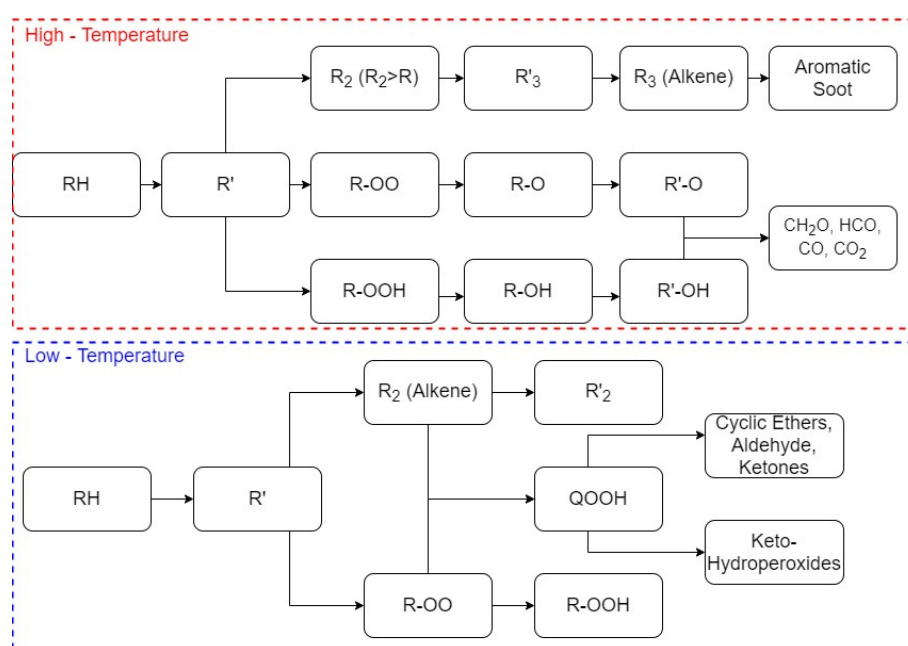 High - Temperature
R₂ (R₂>R)
R'₃
R₃ (Alkene)
Aromatic
Soot
RH
R'
R-OO
R-O
R'-O
CH₂O, HCO,
CO, CO₂
R-OOH
R-OH
R'-OH
Low - Temperature
R₂ (Alkene)
R'₂
Cyclic Ethers,
Aldehyde,
Ketones
RH
R'
QOOH
Keto-
Hydroperoxides
R-OO
R-OOH